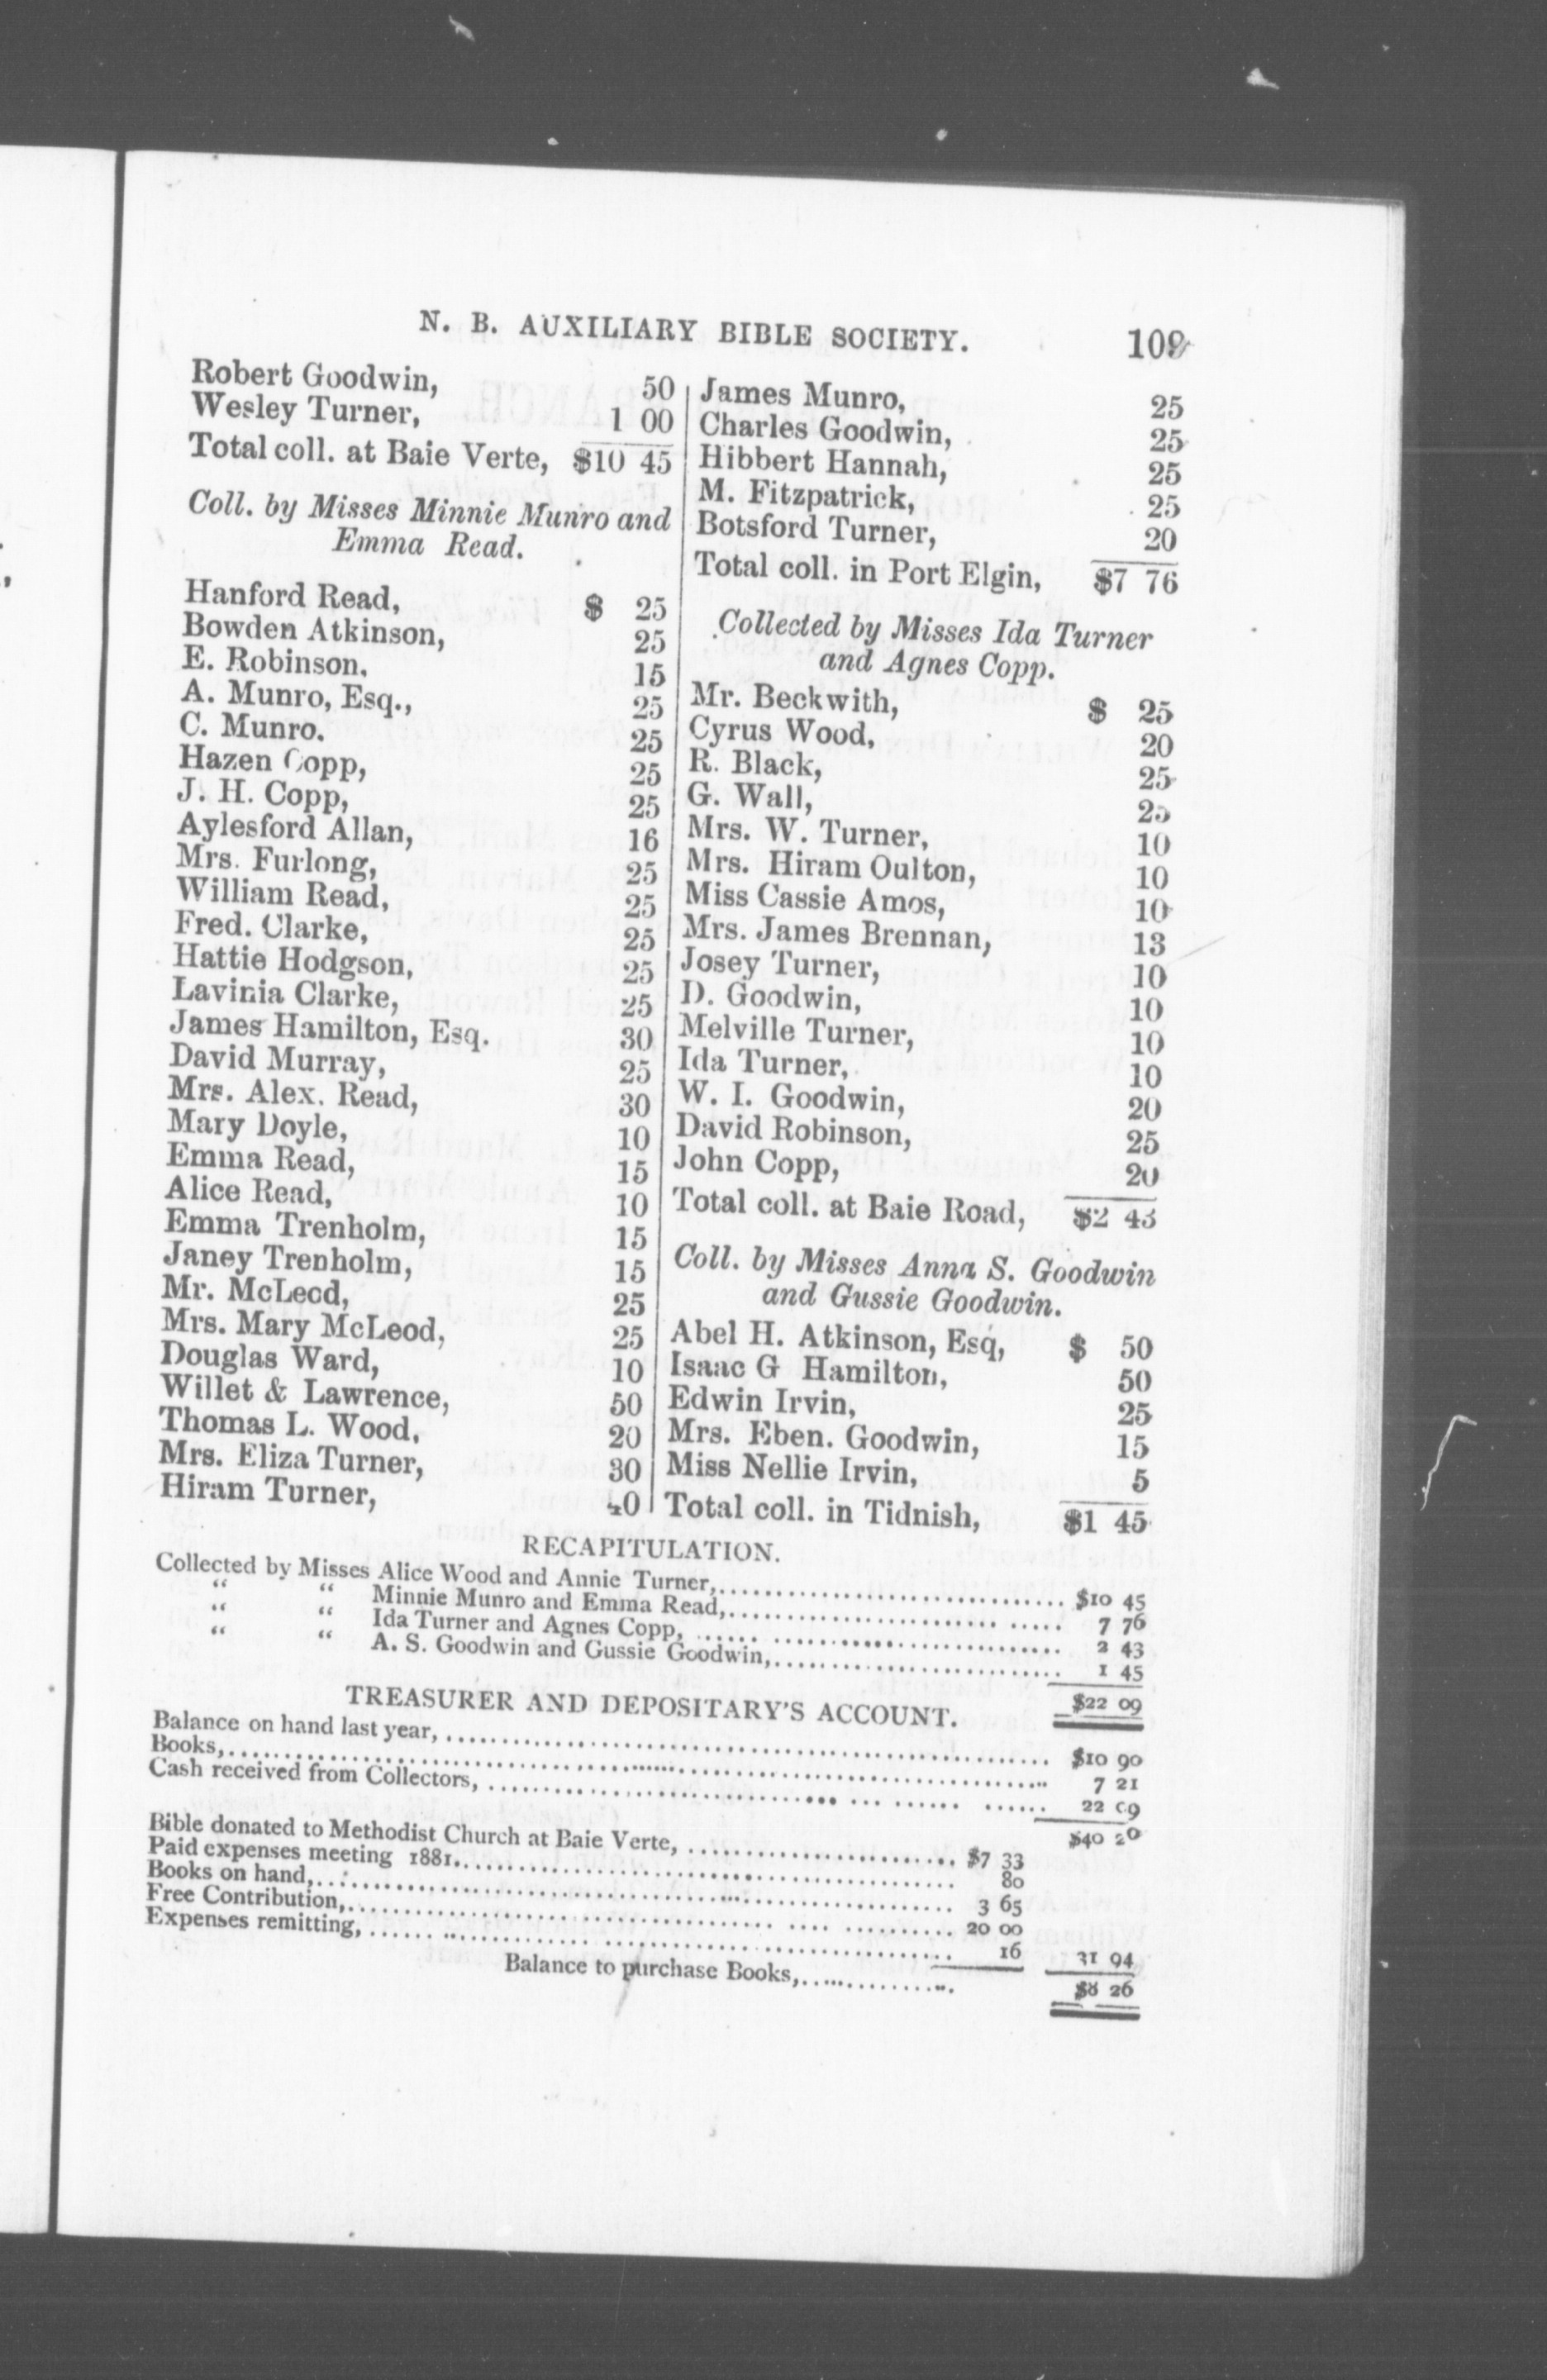 N. B. AUXILIARY BIBLE SOCIETY. 109
Robert Goodwin, 50
Wesley Turner, 1 00
Total coll. at Baie Verte, $10 45
Coll. by Misses Minnie Munro and
Emma Read.
Hanford Read, $ 25
Bowden Atkinson, 25
E. Robinson, 15
A. Munro, Esq., 25
C. Munro, 25
Hazen Copp, 25
J. H. Copp, 25
Aylesford Allan, 16
Mrs. Furlong, 25
William Read, 25
Fred. Clarke, 25
Hattie Hodgson, 25
Lavinia Clarke, 25
James Hamilton, Esq. 30
David Murray, 25
Mrs. Alex. Read, 30
Mary Doyle, 10
Emma Read, 15
Alice Read, 10
Emma Trenholm, 15
Janey Trenholm, 15
Mr. McLeod, 25
Mrs. Mary McLeod, 25
Douglas Ward, 10
Willet & Lawrence, 50
Thomas L. Wood, 20
Mrs. Eliza Turner, 30
Hiram Turner, 40
James Munro, 25
Charles Goodwin, 25
Hibbert Hannah, 25
M. Fitzpatrick, 25
Botsford Turner, 20
Total coll. in Port Elgin, $7 76
Collected by Misses Ida Turner
and Agnes Copp.
Mr. Beckwith, $ 25
Cyrus Wood, 20
R. Black, 25
G. Wall, 25
Mrs. W. Turner, 10
Mrs. Hiram Oulton, 10
Miss Cassie Amos, 10
Mrs. James Brennan, 13
Josey Turner, 10
D. Goodwin, 10
Melville Turner, 10
Ida Turner, 10
W. I. Goodwin, 20
David Robinson, 25
John Copp, 20
Total coll. at Baie Road, $2 43
Coll. by Misses Anna S. Goodwin
and Gussie Goodwin.
Abel H. Atkinson, Esq, $ 50
Isaac G Hamilton, 50
Edwin Irvin, 25
Mrs. Eben. Goodwin, 15
Miss Nellie Irvin, 5
Total coll. in Tidnish, $1 45
RECAPITULATION.
Collected by Misses Alice Wood and Annie Turner, $10 45
" " Minnie Munro and Emma Read, 7 76
" " Ida Turner and Agnes Copp, 2 43
" " A. S. Goodwin and Gussie Goodwin, 1 45
$22 09
TREASURER AND DEPOSITARY'S ACCOUNT.
Balance on hand last year, $10 90
Books, 7 21
Cash received from Collectors, 22 09
$40 20
Bible donated to Methodist Church at Baie Verte, $7 33
Paid expenses meeting 1881. 80
Books on hand, 3 65
Free Contribution, 20 00
Expenses remitting, 16
31 94
Balance to purchase Books, $8 26